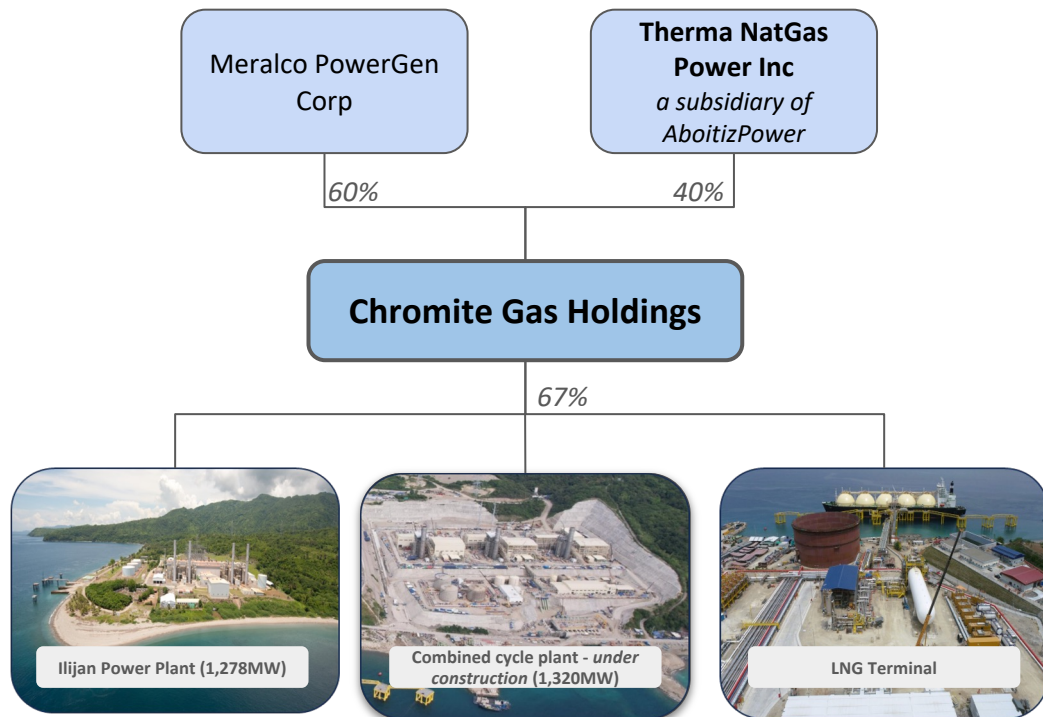 Meralco PowerGen
Corp
Therma NatGas
Power Inc
a subsidiary of
AboitizPower
60%
40%
Chromite Gas Holdings
67%
Ilijan Power Plant (1,278MW)
Combined cycle plant - under
construction (1,320MW)
LNG Terminal